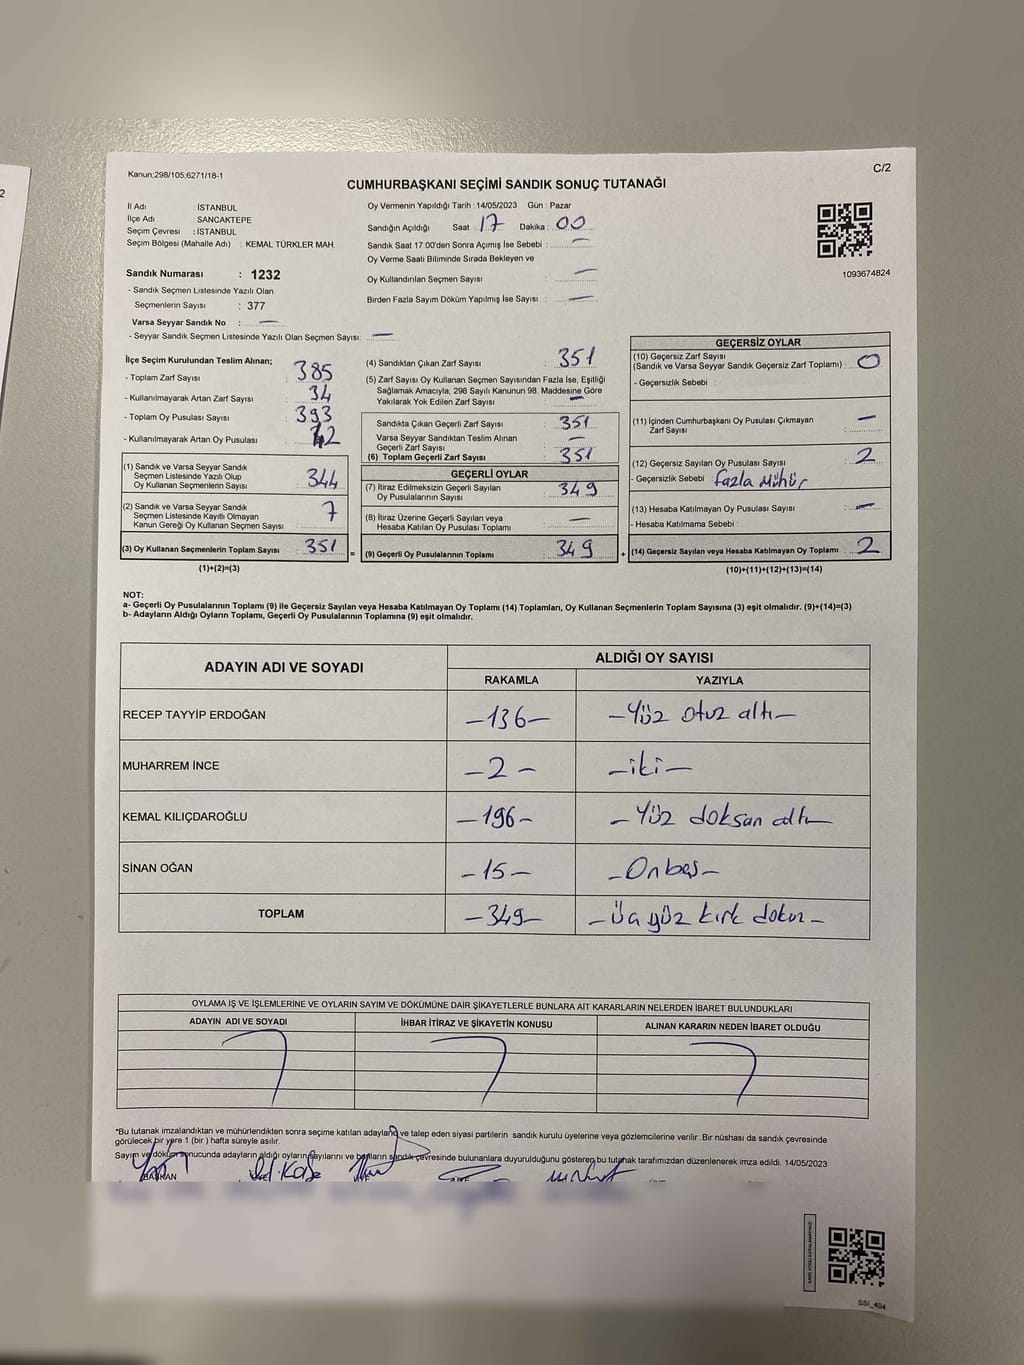 Kanun;298/105,6271/18-1
C/2
CUMHURBAŞKANI SEÇİMİ SANDIK SONUÇ TUTANAĞI
İl Adı : İSTANBUL
İlçe Adı : SANCAKTEPE
Seçim Çevresi : İSTANBUL
Seçim Bölgesi (Mahalle Adı) : KEMAL TÜRKLER MAH.
Sandık Numarası : 1232
- Sandık Seçmen Listesinde Yazılı Olan
Seçmenlerin Sayısı : 377
Varsa Seyyar Sandık No : —
- Seyyar Sandık Seçmen Listesinde Yazılı Olan Seçmen Sayısı: —
Oy Vermenin Yapıldığı Tarih : 14/05/2023 Gün : Pazar
Sandığın Açıldığı Saat : 17 Dakika : 00
Sandık Saat 17:00'den Sonra Açımış İse Sebebi : —
Oy Verme Saati Bitiminde Sırada Bekleyen ve
Oy Kullandırılan Seçmen Sayısı : —
Birden Fazla Sayım Döküm Yapılmış İse Sayısı : —
1093674824
İlçe Seçim Kurulundan Teslim Alınan;
- Toplam Zarf Sayısı : 385
- Kullanılmayarak Artan Zarf Sayısı : 34
- Toplam Oy Pusulası Sayısı : 393
- Kullanılmayarak Artan Oy Pusulası : 42
(1) Sandık ve Varsa Seyyar Sandık
Seçmen Listesinde Yazılı Olup
Oy Kullanan Seçmenlerin Sayısı : 344
(2) Sandık ve Varsa Seyyar Sandık
Seçmen Listesinde Kayıtlı Olmayan
Kanun Gereği Oy Kullanan Seçmen Sayısı : 7
(3) Oy Kullanan Seçmenlerin Toplam Sayısı : 351 =
(1)+(2)=(3)
(4) Sandıktan Çıkan Zarf Sayısı : 351
(5) Zarf Sayısı Oy Kullanan Seçmen Sayısından Fazla İse, Eşitliği
Sağlamak Amacıyla, 298 Sayılı Kanunun 98. Maddesine Göre
Yakılarak Yok Edilen Zarf Sayısı : —
Sandıkta Çıkan Geçerli Zarf Sayısı : 351
Varsa Seyyar Sandıktan Teslim Alınan
Geçerli Zarf Sayısı : —
(6) Toplam Geçerli Zarf Sayısı : 351
GEÇERLİ OYLAR
(7) İtiraz Edilmeksizin Geçerli Sayılan
Oy Pusulalarının Sayısı : 349
(8) İtiraz Üzerine Geçerli Sayılan veya
Hesaba Katılan Oy Pusulası Toplamı : —
(9) Geçerli Oy Pusulalarının Toplamı : 349 +
GEÇERSİZ OYLAR
(10) Geçersiz Zarf Sayısı
(Sandık ve Varsa Seyyar Sandık Geçersiz Zarf Toplamı) : 0
- Geçersizlik Sebebi :
(11) İçinden Cumhurbaşkanı Oy Pusulası Çıkmayan
Zarf Sayısı : —
(12) Geçersiz Sayılan Oy Pusulası Sayısı : 2
- Geçersizlik Sebebi : fazla mühür
(13) Hesaba Katılmayan Oy Pusulası Sayısı : —
- Hesaba Katılmama Sebebi :
(14) Geçersiz Sayılan veya Hesaba Katılmayan Oy Toplamı : 2
(10)+(11)+(12)+(13)=(14)
NOT:
a- Geçerli Oy Pusulalarının Toplamı (9) ile Geçersiz Sayılan veya Hesaba Katılmayan Oy Toplamı (14) Toplamları, Oy Kullanan Seçmenlerin Toplam Sayısına (3) eşit olmalıdır. (9)+(14)=(3)
b- Adayların Aldığı Oyların Toplamı, Geçerli Oy Pusulalarının Toplamına (9) eşit olmalıdır.
ADAYIN ADI VE SOYADI ALDIĞI OY SAYISI
RAKAMLA YAZIYLA
RECEP TAYYİP ERDOĞAN –136– –Yüz otuz altı–
MUHARREM İNCE –2– –iki–
KEMAL KILIÇDAROĞLU –196– –Yüz doksan altı–
SİNAN OĞAN –15– –Onbeş–
TOPLAM –349– –Üç yüz kırk dokuz–
OYLAMA İŞ VE İŞLEMLERİNE VE OYLARIN SAYIM VE DÖKÜMÜNE DAİR ŞİKAYETLERLE BUNLARA AİT KARARLARIN NELERDEN İBARET BULUNDUKLARI
ADAYIN ADI VE SOYADI İHBAR İTİRAZ VE ŞİKAYETİN KONUSU ALINAN KARARIN NEDEN İBARET OLDUĞU
*Bu tutanak imzalandıktan ve mühürlendikten sonra seçime katılan adaylara ve talep eden siyasi partilerin sandık kurulu üyelerine veya gözlemcilerine verilir .Bir nüshası da sandık çevresinde
görülecek bir yere 1 (bir ) hafta süreyle asılır.
Sayım ve döküm sonucunda adayların aldığı oyların sayılarını ve bunların sandık çevresinde bulunanlara duyurulduğunu gösteren bu tutanak tarafımızdan düzenlenerek imza edildi. 14/05/2023
BAŞKAN
GSI_404